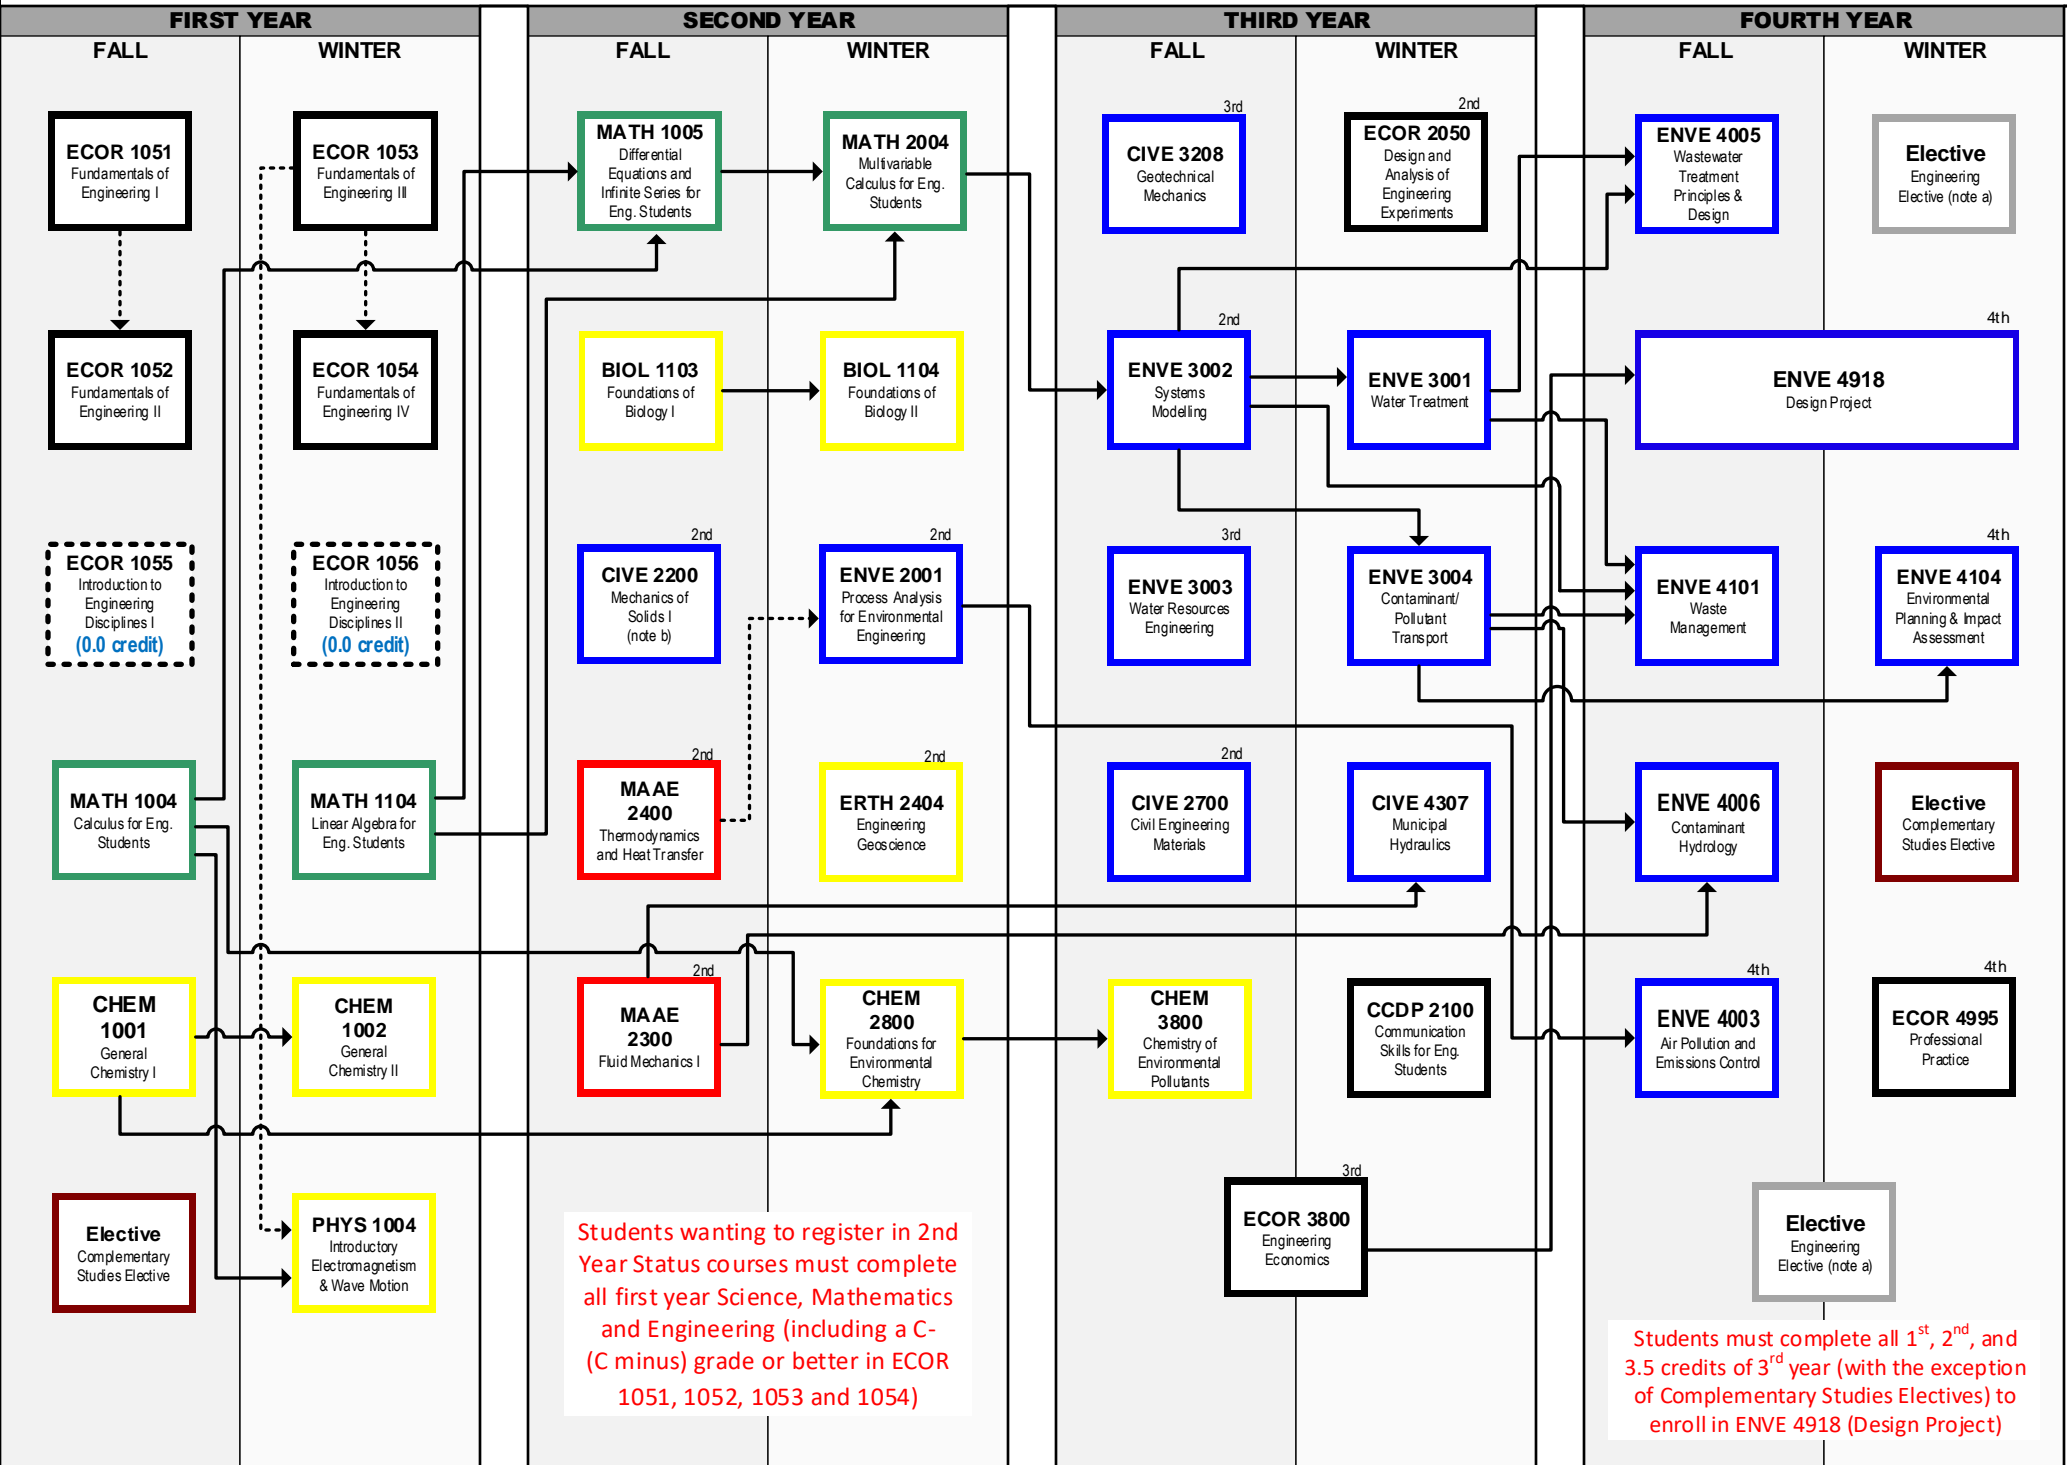 FIRST YEAR
SECOND YEAR
THIRD YEAR
FOURTH YEAR
FALL
WINTER
FALL
WINTER
FALL
WINTER
FALL
WINTER
ECOR 1051
Fundamentals of
Engineering I
ECOR 1053
Fundamentals of
Engineering III
MATH 1005
Differential
Equations and
Infinite Series for
Eng. Students
MATH 2004
Multivariable
Calculus for Eng.
Students
3rd
CIVE 3208
Geotechnical
Mechanics
2nd
ECOR 2050
Design and
Analysis of
Engineering
Experiments
ENVE 4005
Wastewater
Treatment
Principles &
Design
Elective
Engineering
Elective (note a)
ECOR 1052
Fundamentals of
Engineering II
ECOR 1054
Fundamentals of
Engineering IV
BIOL 1103
Foundations of
Biology I
BIOL 1104
Foundations of
Biology II
2nd
ENVE 3002
Systems
Modelling
ENVE 3001
Water Treatment
4th
ENVE 4918
Design Project
ECOR 1055
Introduction to
Engineering
Disciplines I
(0.0 credit)
ECOR 1056
Introduction to
Engineering
Disciplines II
(0.0 credit)
2nd
CIVE 2200
Mechanics of
Solids I
(note b)
2nd
ENVE 2001
Process Analysis
for Environmental
Engineering
3rd
ENVE 3003
Water Resources
Engineering
ENVE 3004
Contaminant/
Pollutant
Transport
ENVE 4101
Waste
Management
4th
ENVE 4104
Environmental
Planning & Impact
Assessment
MATH 1004
Calculus for Eng.
Students
MATH 1104
Linear Algebra for
Eng. Students
2nd
MAAE
2400
Thermodynamics
and Heat Transfer
2nd
ERTH 2404
Engineering
Geoscience
2nd
CIVE 2700
Civil Engineering
Materials
CIVE 4307
Municipal
Hydraulics
ENVE 4006
Contaminant
Hydrology
Elective
Complementary
Studies Elective
CHEM
1001
General
Chemistry I
CHEM
1002
General
Chemistry II
2nd
MAAE
2300
Fluid Mechanics I
CHEM
2800
Foundations for
Environmental
Chemistry
CHEM
3800
Chemistry of
Environmental
Pollutants
CCDP 2100
Communication
Skills for Eng.
Students
4th
ENVE 4003
Air Pollution and
Emissions Control
4th
ECOR 4995
Professional
Practice
Elective
Complementary
Studies Elective
PHYS 1004
Introductory
Electromagnetism
& Wave Motion
Students wanting to register in 2nd
Year Status courses must complete
all first year Science, Mathematics
and Engineering (including a C-
(C minus) grade or better in ECOR
1051, 1052, 1053 and 1054)
3rd
ECOR 3800
Engineering
Economics
Elective
Engineering
Elective (note a)
Students must complete all 1st, 2nd, and
3.5 credits of 3rd year (with the exception
of Complementary Studies Electives) to
enroll in ENVE 4918 (Design Project)